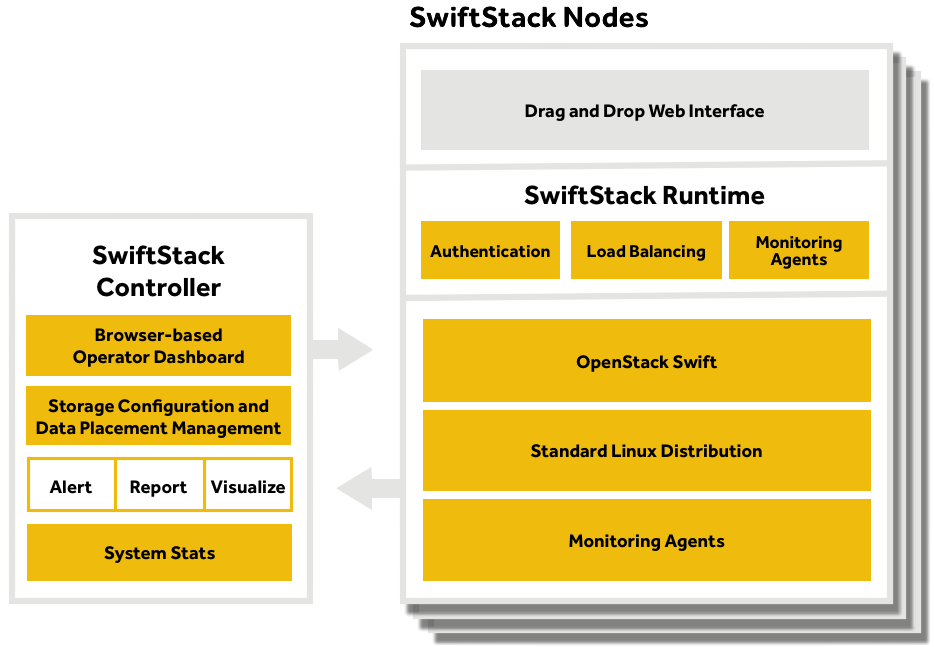 SwiftStack Nodes
Drag and Drop Web Interface
SwiftStack Runtime
Authentication
Load Balancing
Monitoring
Agents
OpenStack Swift
Standard Linux Distribution
Monitoring Agents
SwiftStack
Controller
Browser-based
Operator Dashboard
Storage Configuration and
Data Placement Management
Alert
Report
Visualize
System Stats